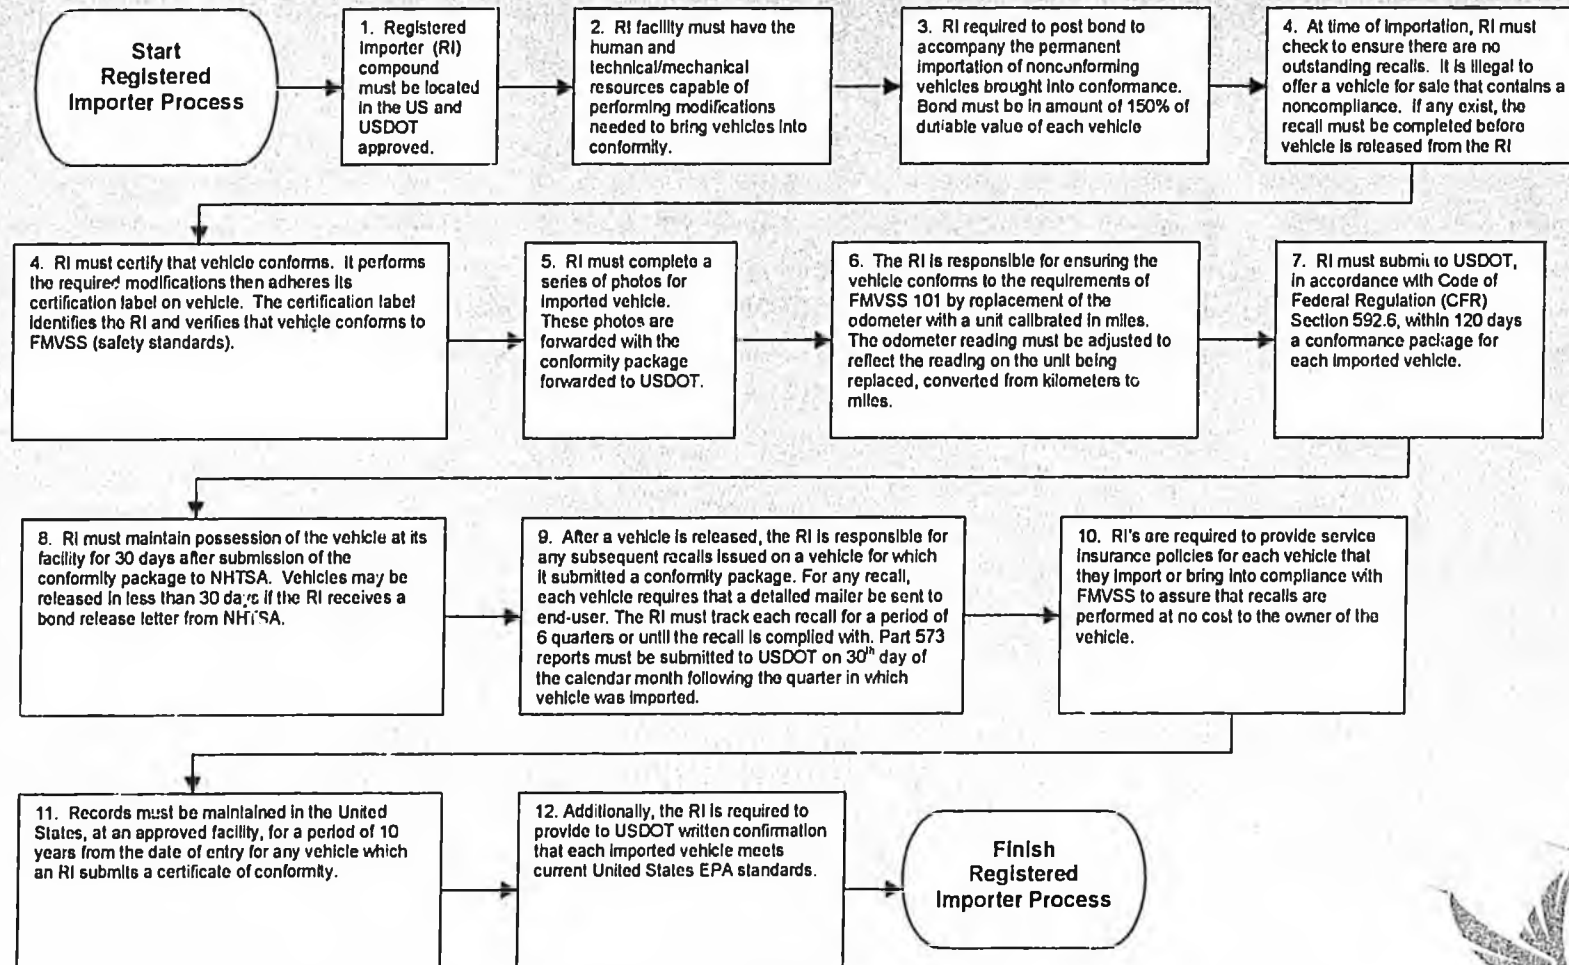 Start
Registered
Importer Process
1. Registered
Importer (RI)
compound
must be located
in the US and
USDOT
approved.
2. RI facility must have the
human and
technical/mechanical
resources capable of
performing modifications
needed to bring vehicles into
conformity.
3. RI required to post bond to
accompany the permanent
importation of nonconforming
vehicles brought into conformance.
Bond must be in amount of 150% of
dutiable value of each vehicle
4. At time of importation, RI must
check to ensure there are no
outstanding recalls. It is illegal to
offer a vehicle for sale that contains a
noncompliance. If any exist, the
recall must be completed before
vehicle is released from the RI
4. RI must certify that vehicle conforms. It performs
the required modifications then adheres its
certification label on vehicle. The certification label
identifies the RI and verifies that vehicle conforms to
FMVSS (safety standards).
5. RI must complete a
series of photos for
imported vehicle.
These photos are
forwarded with the
conformity package
forwarded to USDOT.
6. The RI is responsible for ensuring the
vehicle conforms to the requirements of
FMVSS 101 by replacement of the
odometer with a unit calibrated in miles.
The odometer reading must be adjusted to
reflect the reading on the unit being
replaced, converted from kilometers to
miles.
7. RI must submit to USDOT,
in accordance with Code of
Federal Regulation (CFR)
Section 592.6, within 120 days
a conformance package for
each imported vehicle.
8. RI must maintain possession of the vehicle at its
facility for 30 days after submission of the
conformity package to NHTSA. Vehicles may be
released in less than 30 days if the RI receives a
bond release letter from NHTSA.
9. After a vehicle is released, the RI is responsible for
any subsequent recalls issued on a vehicle for which
it submitted a conformity package. For any recall,
each vehicle requires that a detailed mailer be sent to
end-user. The RI must track each recall for a period of
6 quarters or until the recall is complied with. Part 573
reports must be submitted to USDOT on 30th day of
the calendar month following the quarter in which
vehicle was imported.
10. RI's are required to provide service
insurance policies for each vehicle that
they import or bring into compliance with
FMVSS to assure that recalls are
performed at no cost to the owner of the
vehicle.
11. Records must be maintained in the United
States, at an approved facility, for a period of 10
years from the date of entry for any vehicle which
an RI submits a certificate of conformity.
12. Additionally, the RI is required to
provide to USDOT written confirmation
that each imported vehicle meets
current United States EPA standards.
Finish
Registered
Importer Process